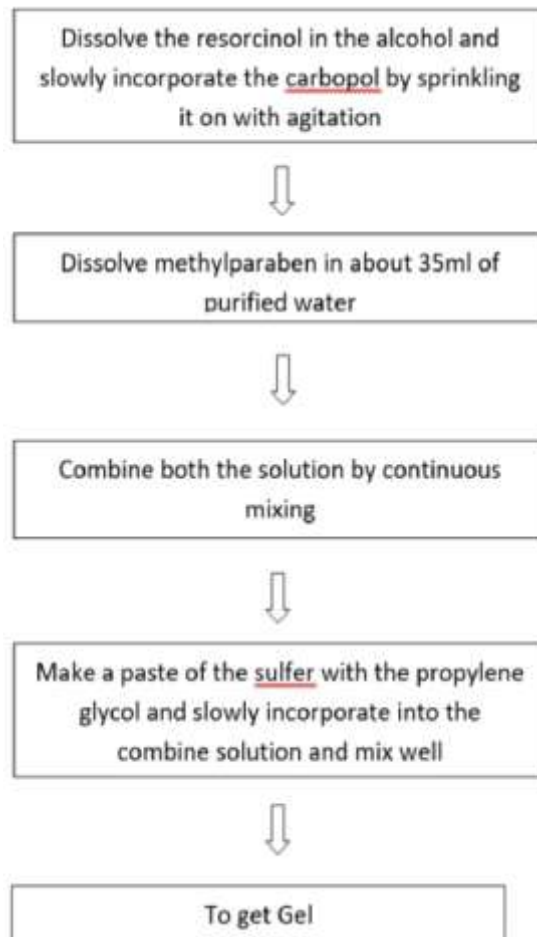 Dissolve the resorcinol in the alcohol and
slowly incorporate the carbopol by sprinkling
it on with agitation
Dissolve methylparaben in about 35ml of
purified water
Combine both the solution by continuous
mixing
Make a paste of the sulfer with the propylene
glycol and slowly incorporate into the
combine solution and mix well
To get Gel